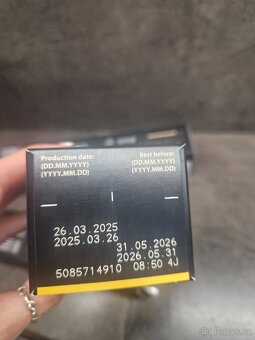 Production date: Best before:
(DD.MM.YYYY) (DD.MM.YYYY)
(YYYY.MM.DD) (YYYY.MM.DD)
26.03.2025
2025.03.26
31.05.2026
2026.05.31
5085714910 08:50 4J